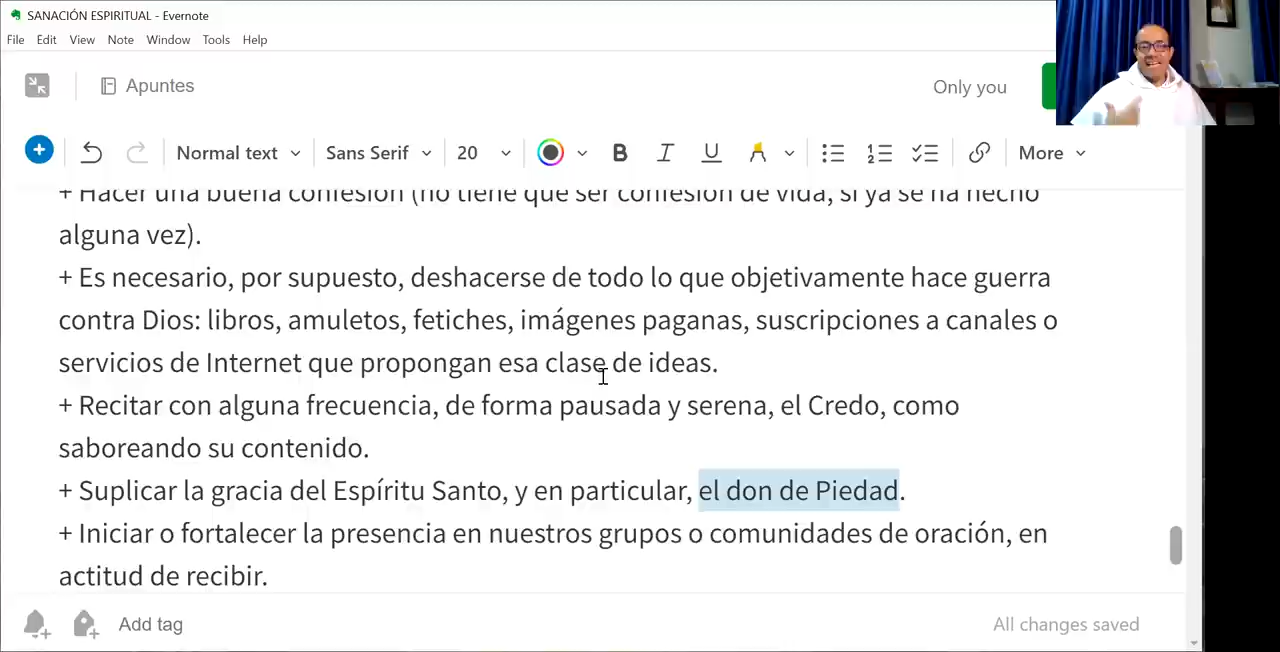 SANACIÓN ESPIRITUAL - Evernote
File Edit View Note Window Tools Help
Apuntes
Only you
Normal text
Sans Serif
20
B I U
More
+ Hacer una buena confesión (no tiene que ser confesión de vida, si ya se ha hecho
alguna vez).
+ Es necesario, por supuesto, deshacerse de todo lo que objetivamente hace guerra
contra Dios: libros, amuletos, fetiches, imágenes paganas, suscripciones a canales o
servicios de Internet que propongan esa clase de ideas.
+ Recitar con alguna frecuencia, de forma pausada y serena, el Credo, como
saboreando su contenido.
+ Suplicar la gracia del Espíritu Santo, y en particular, el don de Piedad.
+ Iniciar o fortalecer la presencia en nuestros grupos o comunidades de oración, en
actitud de recibir.
Add tag
All changes saved